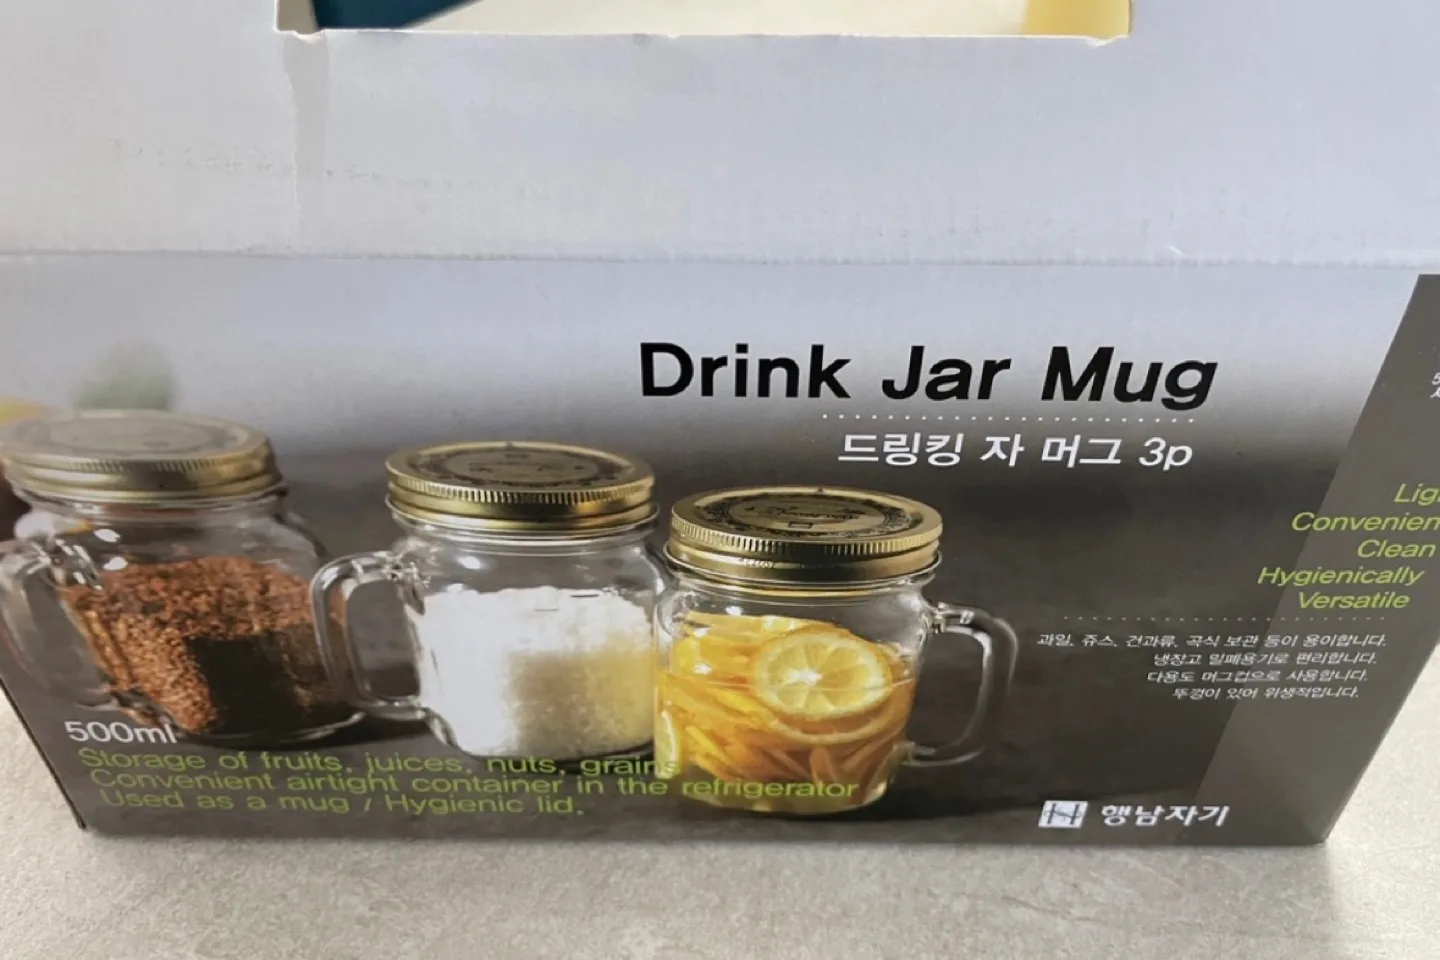 Drink Jar Mug
드링킹 자 머그 3p
Convenien
Clean
Hygienically
Versatile
과일, 쥬스, 건과류, 곡식 보관 등이 용이합니다.
냉장고 밀폐용기로 편리합니다.
다용도 머그컵으로 사용합니다.
뚜껑이 있어 위생적입니다.
500ml
Storage of fruits, juices, nuts, grains
Convenient airtight container in the refrigerator
Used as a mug / Hygienic lid.
행남자기